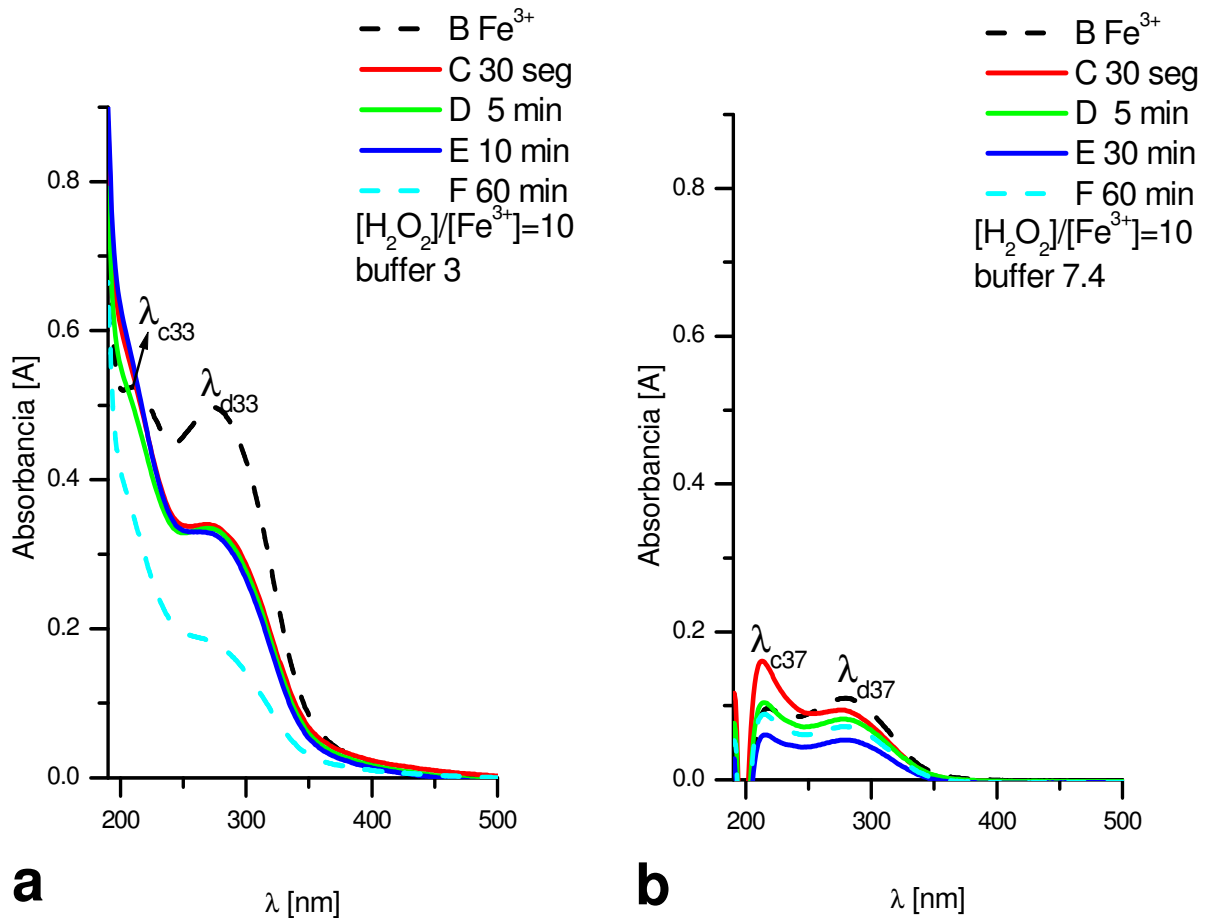 a
B Fe³⁺
C 30 seg
D 5 min
E 10 min
F 60 min
[H₂O₂]/[Fe³⁺]=10
buffer 3
λc33
λd33
Absorbancia [A]
0.8
0.6
0.4
0.2
0.0
200 300 400 500
λ [nm]
b
B Fe³⁺
C 30 seg
D 5 min
E 30 min
F 60 min
[H₂O₂]/[Fe³⁺]=10
buffer 7.4
λc37
λd37
Absorbancia [A]
0.8
0.6
0.4
0.2
0.0
200 300 400 500
λ [nm]